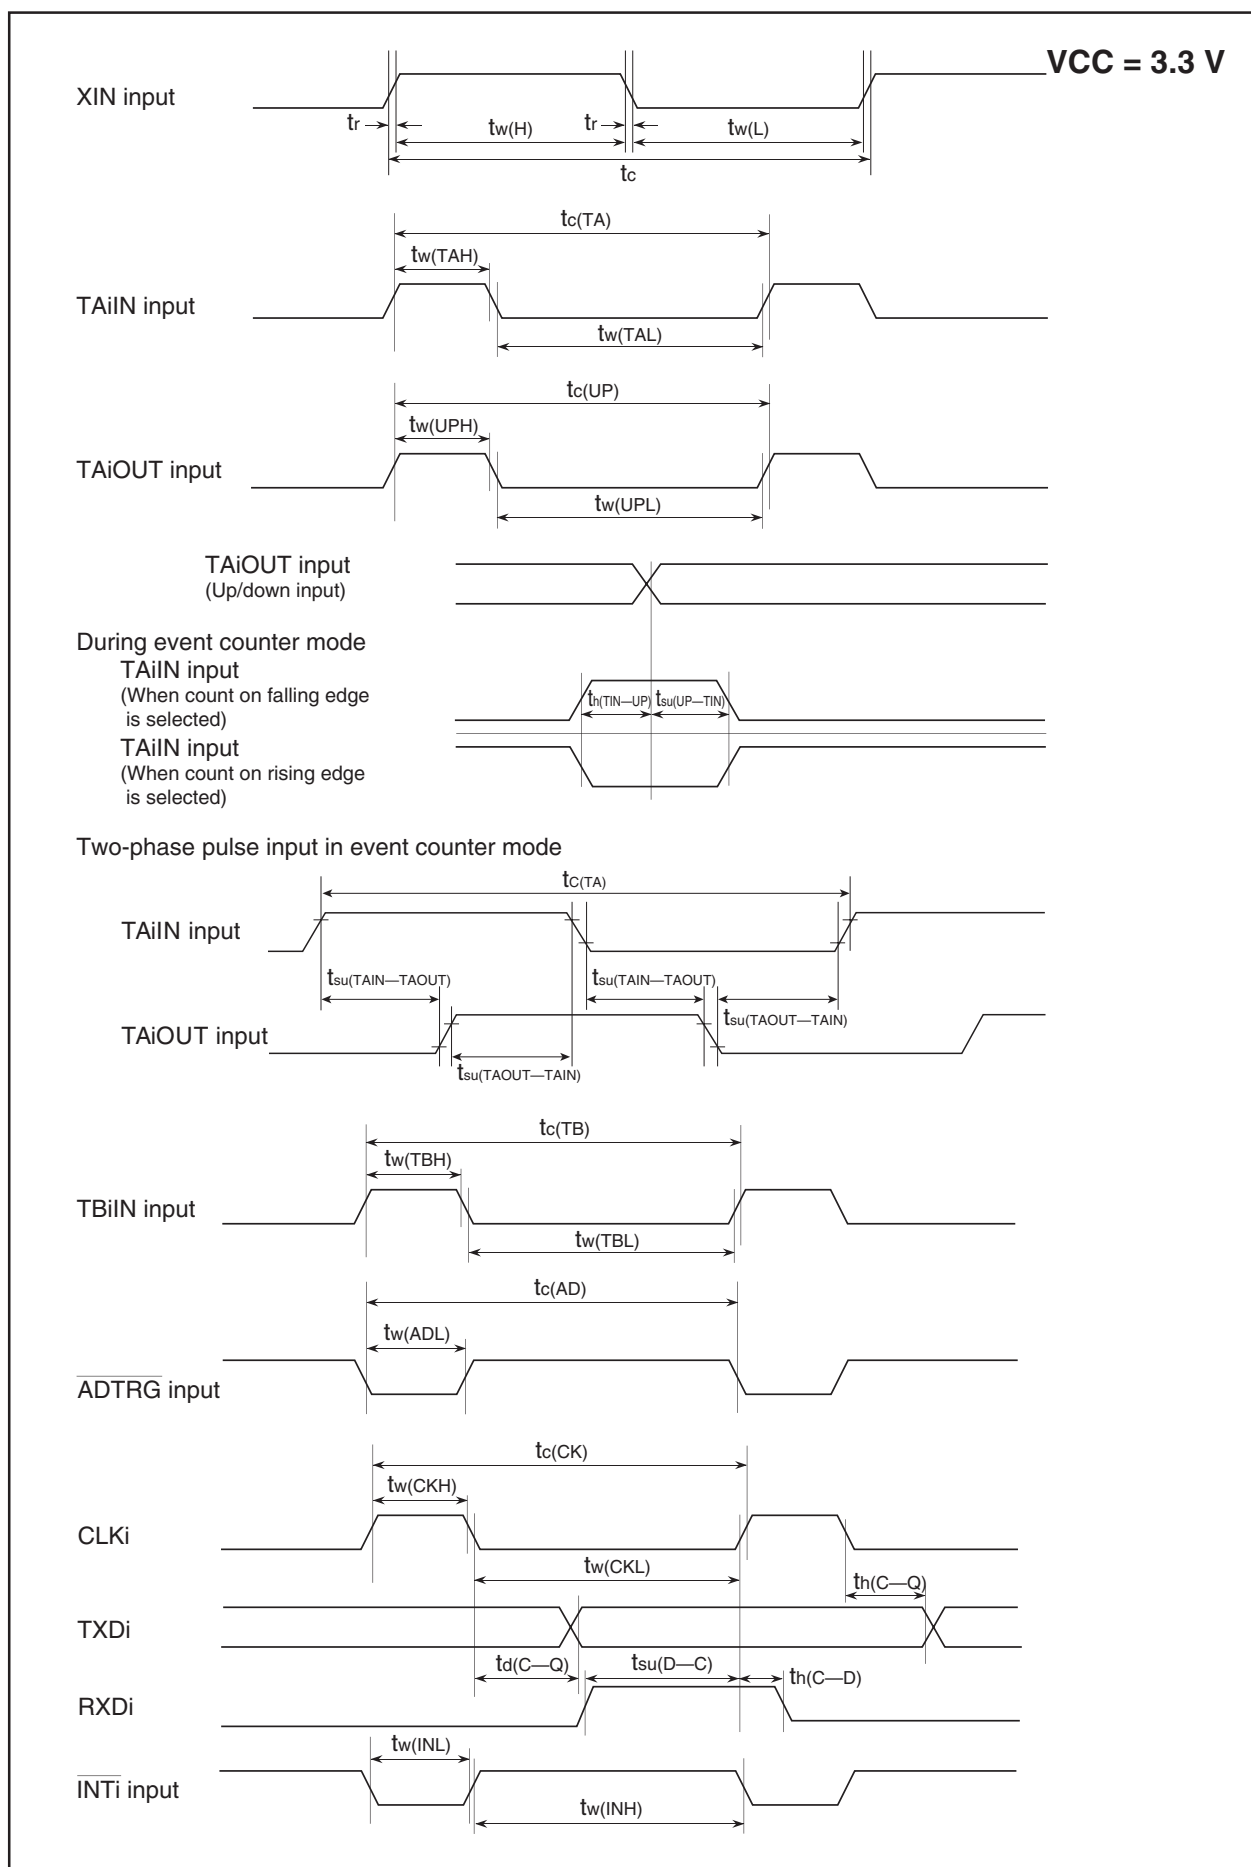 VCC = 3.3 V
XIN input
tr
tw(H)
tr
tw(L)
tc
tc(TA)
tw(TAH)
TAiIN input
tw(TAL)
tc(UP)
tw(UPH)
TAiOUT input
tw(UPL)
TAiOUT input
(Up/down input)
During event counter mode
TAiIN input
(When count on falling edge
is selected)
th(TIN—UP)
tsu(UP—TIN)
TAiIN input
(When count on rising edge
is selected)
Two-phase pulse input in event counter mode
tC(TA)
TAiIN input
tsu(TAIN—TAOUT)
tsu(TAIN—TAOUT)
tsu(TAOUT—TAIN)
TAiOUT input
tsu(TAOUT—TAIN)
tc(TB)
tw(TBH)
TBiIN input
tw(TBL)
tc(AD)
tw(ADL)
ADTRG input
tc(CK)
tw(CKH)
CLKi
tw(CKL)
th(C—Q)
TXDi
td(C—Q)
tsu(D—C)
th(C—D)
RXDi
tw(INL)
INTi input
tw(INH)